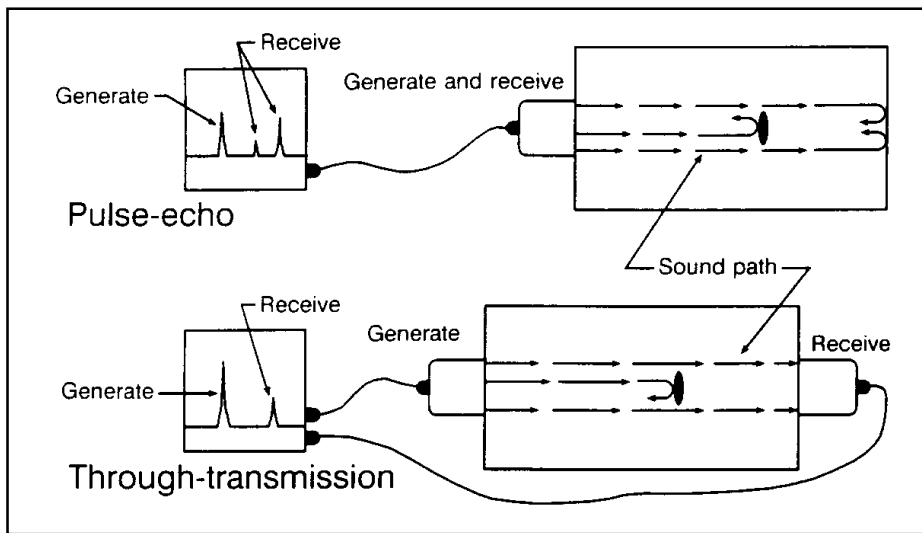 Receive
Generate
Generate and receive
Pulse-echo
Sound path
Receive
Generate
Receive
Generate
Through-transmission